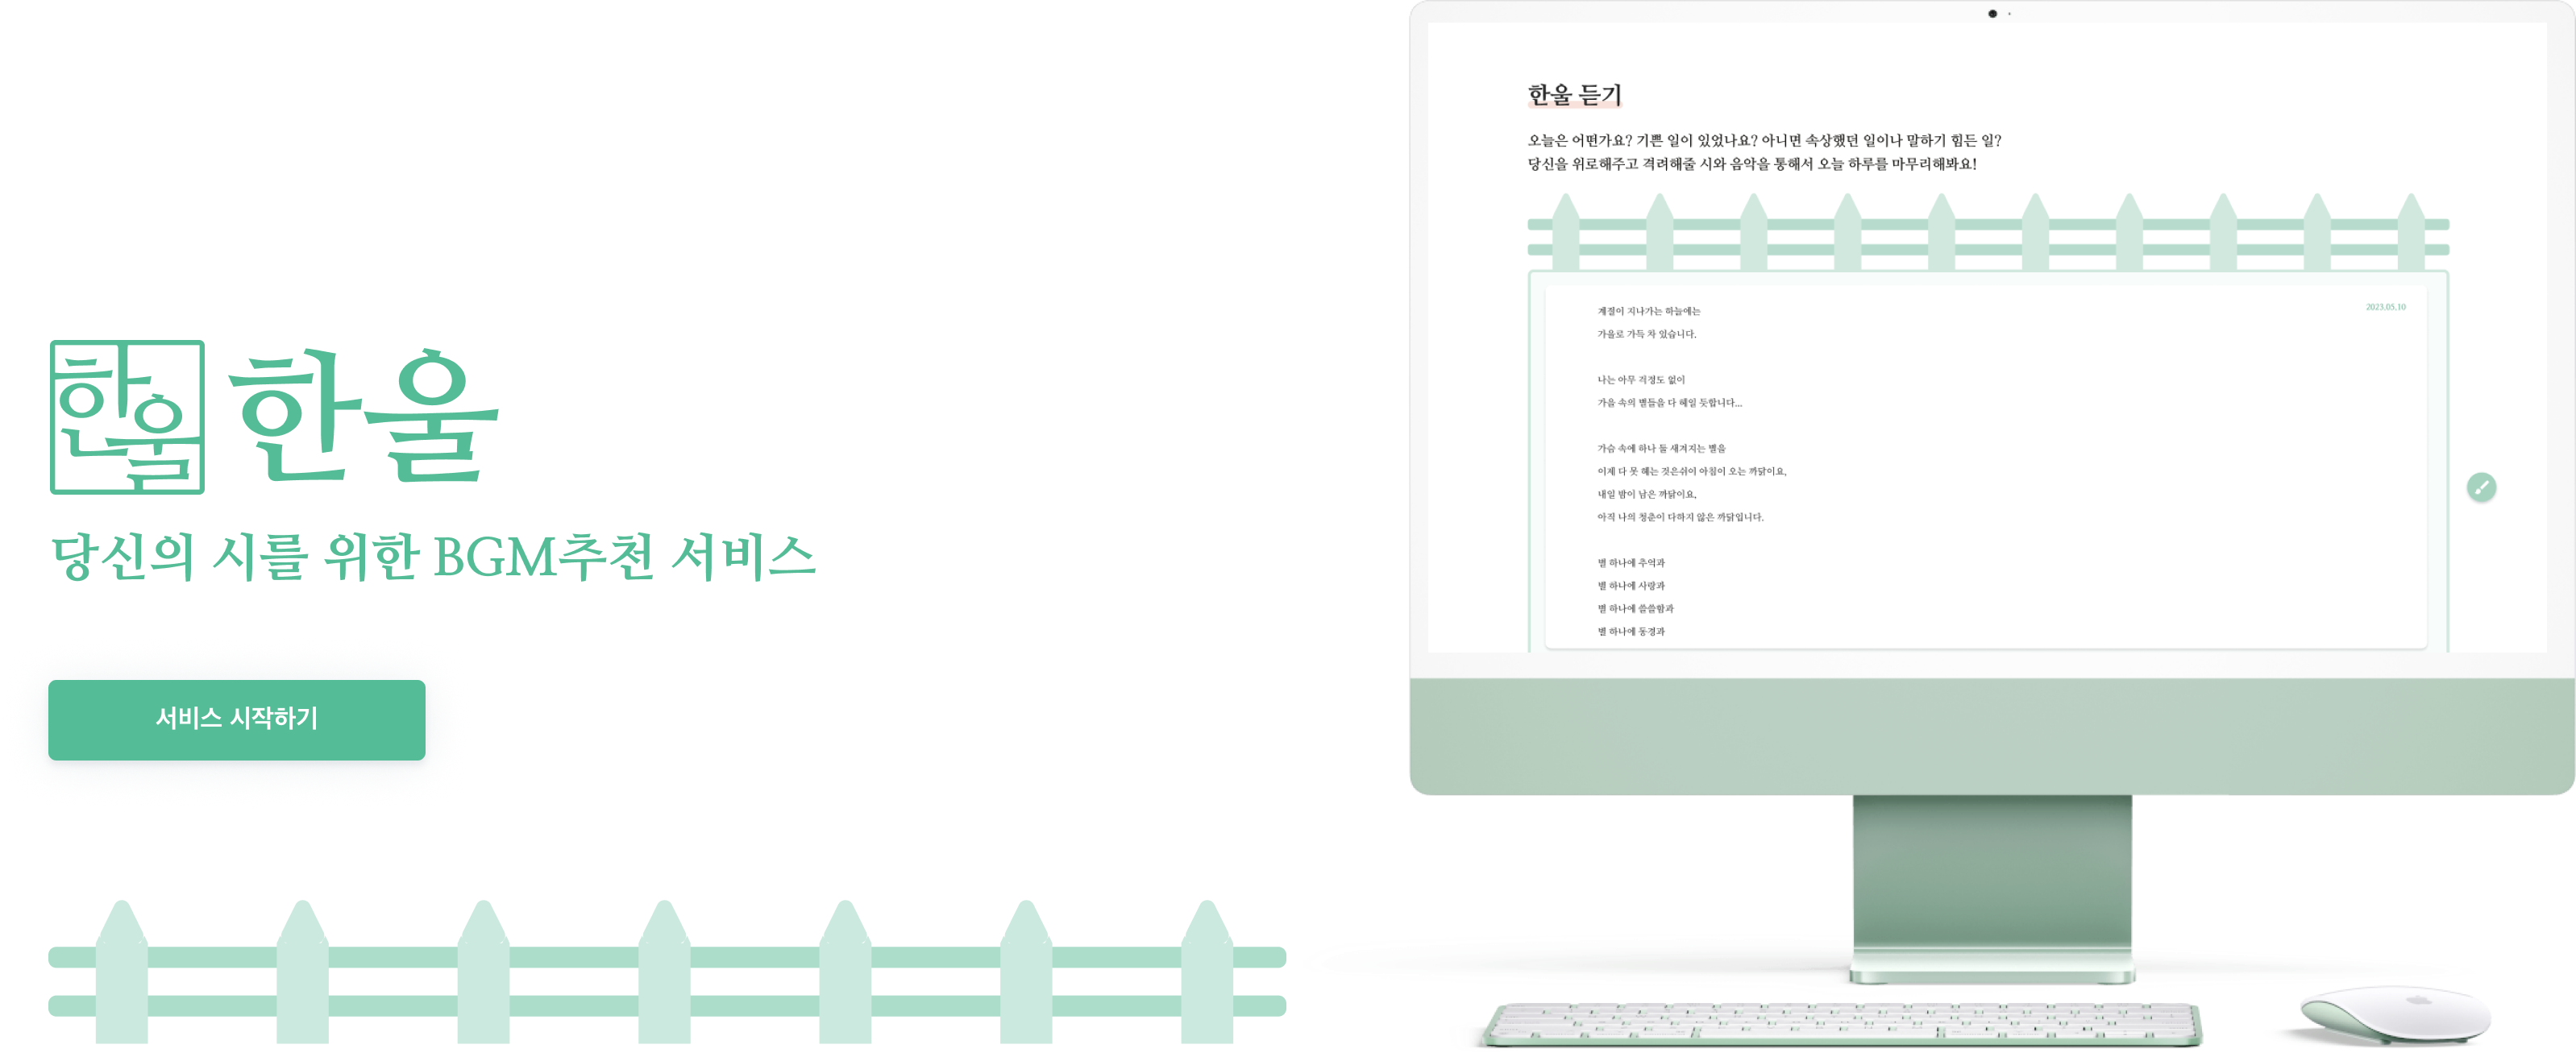 한울
한울
당신의 시를 위한 BGM추천 서비스
서비스 시작하기
한울 듣기
오늘은 어떤가요? 기쁜 일이 있었나요? 아니면 속상했던 일이나 말하기 힘든 일?
당신을 위로해주고 격려해줄 시와 음악을 통해서 오늘 하루를 마무리해봐요!
2023.05.10
계절이 지나가는 하늘에는
가을로 가득 차 있습니다.
나는 아무 걱정도 없이
가을 속의 별들을 다 헤일 듯합니다...
가슴 속에 하나 둘 새겨지는 별을
이제 다 못 헤는 것은쉬이 아침이 오는 까닭이요,
내일 밤이 남은 까닭이요,
아직 나의 청춘이 다하지 않은 까닭입니다.
별 하나에 추억과
별 하나에 사랑과
별 하나에 쓸쓸함과
별 하나에 동경과